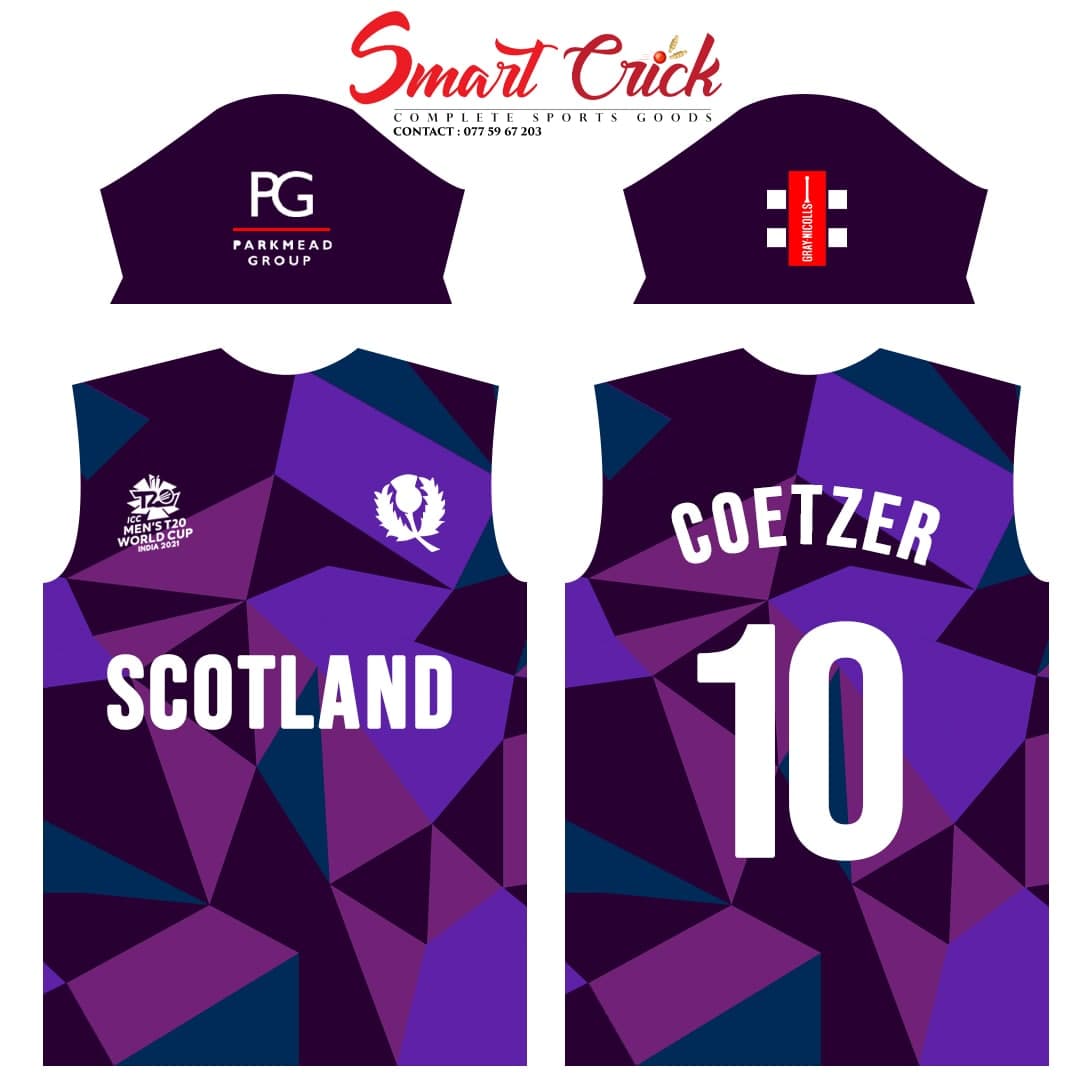 Smart Crick
COMPLETE SPORTS GOODS
CONTACT : 077 59 67 203
PG
PARKMEAD
GROUP
GRAY-NICOLLS
T20
ICC
MEN'S T20
WORLD CUP
INDIA 2021
SCOTLAND
COETZER
10